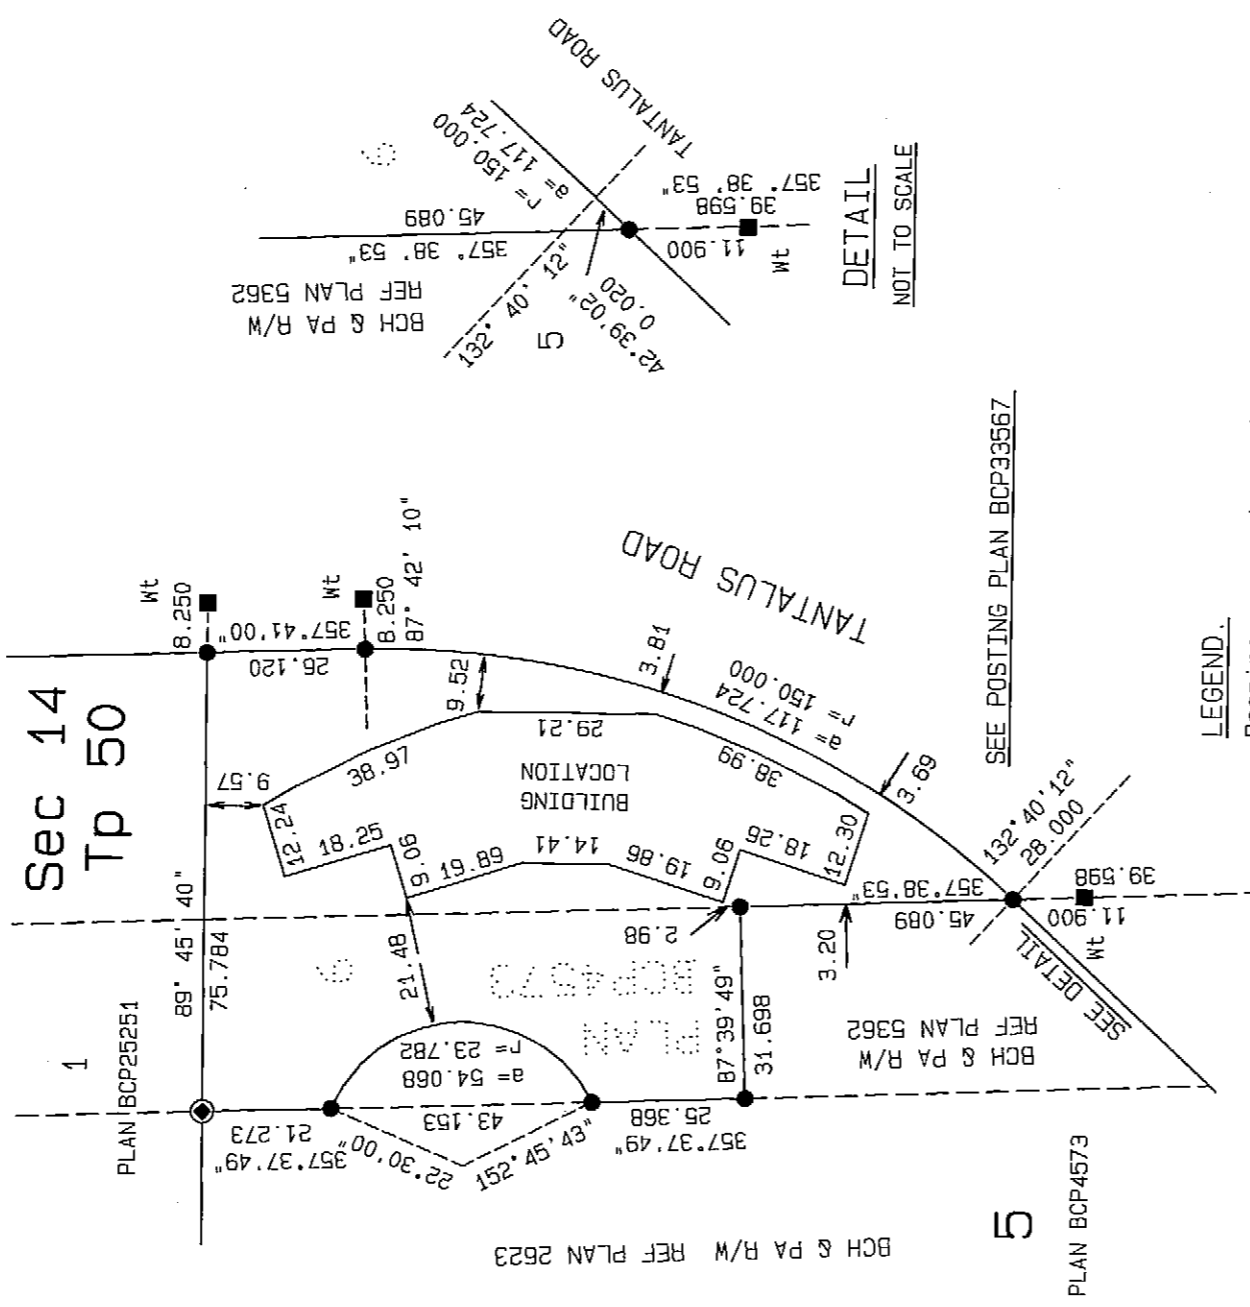 Sec 14
Tp 50
1
PLAN BCP25251
89° 45' 40"
75.784
Wt
8.250
357°41'00"
26.120
Wt
8.250
87° 42' 10"
9.57
9.52
12.24
38.97
18.25
9.06
19.89
14.41
19.86
9.06
18.26
12.30
38.99
29.21
BUILDING
LOCATION
21.48
3.81
3.69
a= 117.724
r= 150.000
TANTALUS ROAD
21.273
357°37'49"
22°30'00"
152°45'43"
43.153
a= 54.068
r= 23.782
25.368
357°37'49"
6
PLAN
BCP45773
2.98
87°39'49"
31.698
3.20
357°38'53"
45.089
132°40'12"
28.000
11.900
39.598
Wt
SEE DETAIL
BCH & PA R/W
REF PLAN 5362
BCH & PA R/W REF PLAN 2623
5
PLAN BCP4573
SEE POSTING PLAN BCP33567
LEGEND.
6
BCH & PA R/W
REF PLAN 5362
357° 38' 53"
45.089
r= 150.000
a= 117.724
TANTALUS ROAD
TANTALUS ROAD
132° 40' 12"
5
42°39'02"
0.020
11.900
39.598
357° 38' 53"
Wt
DETAIL
NOT TO SCALE